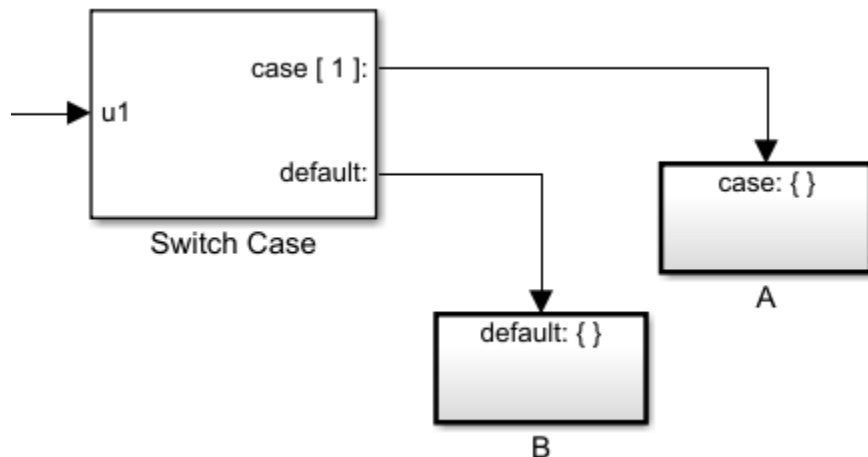 case [ 1 ]:
u1
default:
Switch Case
case: { }
A
default: { }
B